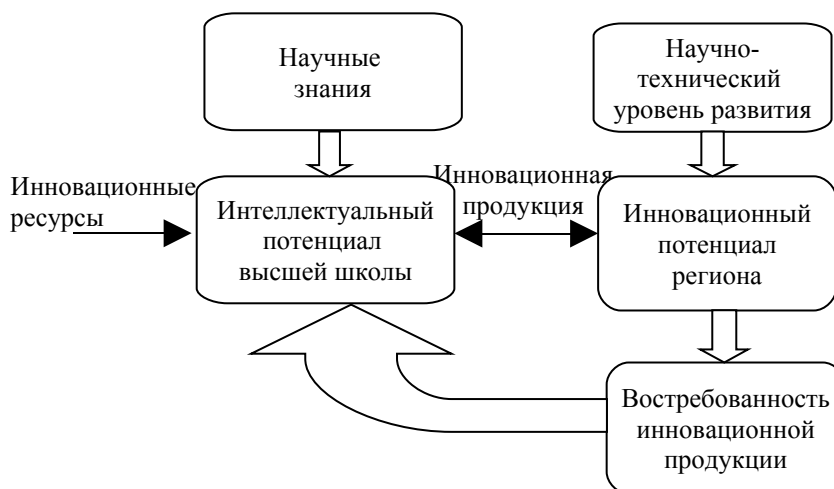 Научные
знания
Научно-
технический
уровень развития
Инновационные
ресурсы
Интеллектуальный
потенциал
высшей школы
Инновационная
продукция
Инновационный
потенциал
региона
Востребованность
инновационной
продукции